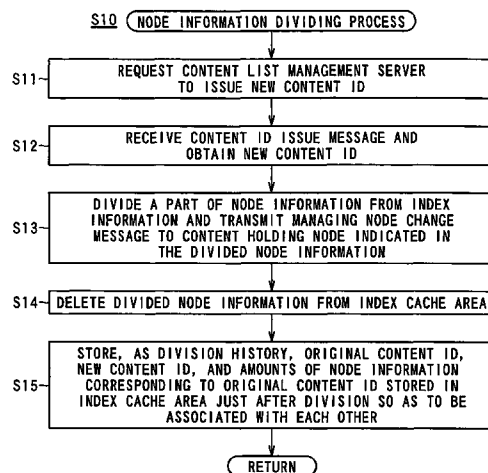 S10 NODE INFORMATION DIVIDING PROCESS
S11
REQUEST CONTENT LIST MANAGEMENT SERVER
TO ISSUE NEW CONTENT ID
S12
RECEIVE CONTENT ID ISSUE MESSAGE AND
OBTAIN NEW CONTENT ID
S13
DIVIDE A PART OF NODE INFORMATION FROM INDEX
INFORMATION AND TRANSMIT MANAGING NODE CHANGE
MESSAGE TO CONTENT HOLDING NODE INDICATED IN
THE DIVIDED NODE INFORMATION
S14 DELETE DIVIDED NODE INFORMATION FROM INDEX CACHE AREA
S15
STORE, AS DIVISION HISTORY, ORIGINAL CONTENT ID,
NEW CONTENT ID, AND AMOUNTS OF NODE INFORMATION
CORRESPONDING TO ORIGINAL CONTENT ID STORED IN
INDEX CACHE AREA JUST AFTER DIVISION SO AS TO BE
ASSOCIATED WITH EACH OTHER
RETURN